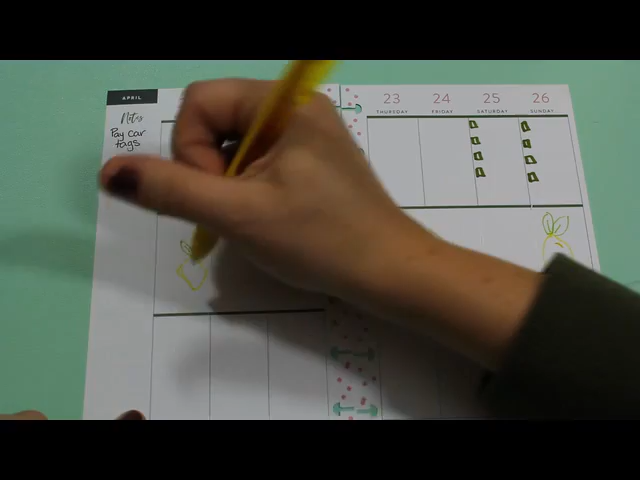 APRIL
Notes
Pay car
tags
23 24 25 26
THURSDAY FRIDAY SATURDAY SUNDAY